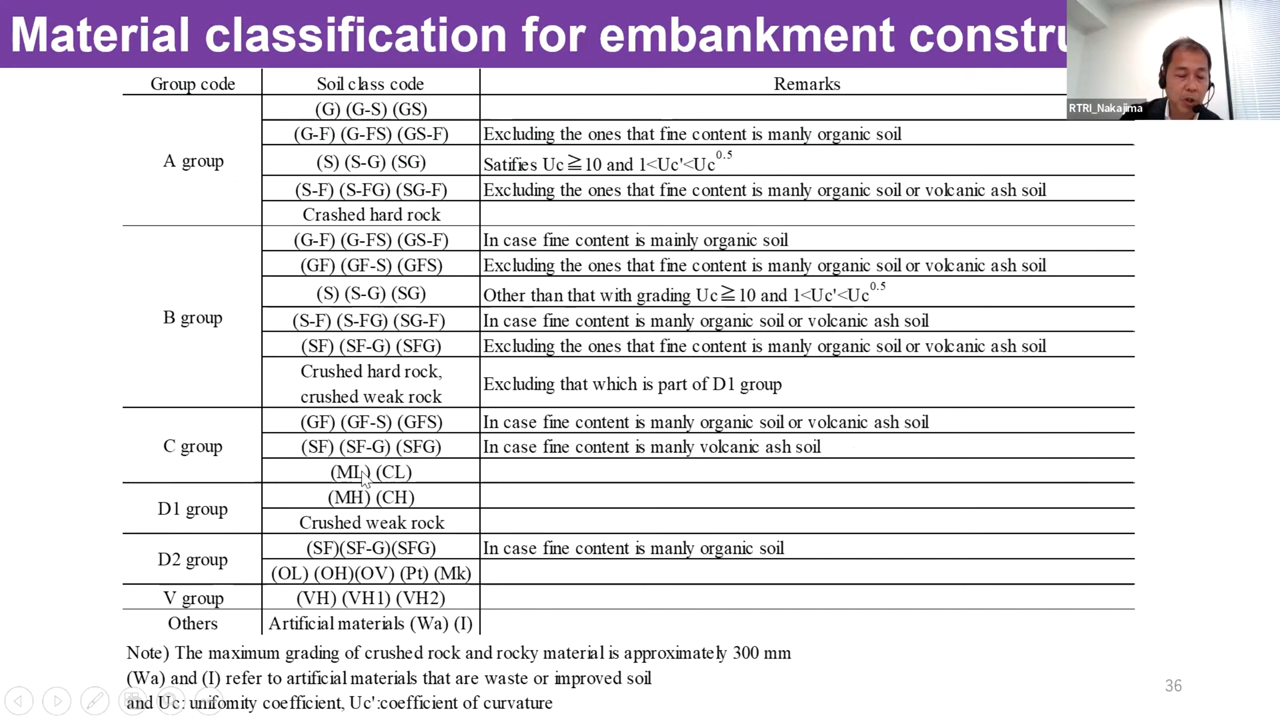 Material classification for embankment constru
RTRI_Nakajima
Group code Soil class code Remarks
A group
(G) (G-S) (GS)
(G-F) (G-FS) (GS-F) Excluding the ones that fine content is manly organic soil
(S) (S-G) (SG) Satifies Uc≧10 and 1<Uc'<Uc^0.5
(S-F) (S-FG) (SG-F) Excluding the ones that fine content is manly organic soil or volcanic ash soil
Crashed hard rock
B group
(G-F) (G-FS) (GS-F) In case fine content is mainly organic soil
(GF) (GF-S) (GFS) Excluding the ones that fine content is manly organic soil or volcanic ash soil
(S) (S-G) (SG) Other than that with grading Uc≧10 and 1<Uc'<Uc^0.5
(S-F) (S-FG) (SG-F) In case fine content is manly organic soil or volcanic ash soil
(SF) (SF-G) (SFG) Excluding the ones that fine content is manly organic soil or volcanic ash soil
Crushed hard rock,
crushed weak rock Excluding that which is part of D1 group
C group
(GF) (GF-S) (GFS) In case fine content is manly organic soil or volcanic ash soil
(SF) (SF-G) (SFG) In case fine content is manly volcanic ash soil
(ML) (CL)
D1 group
(MH) (CH)
Crushed weak rock
D2 group
(SF)(SF-G)(SFG) In case fine content is manly organic soil
(OL) (OH)(OV) (Pt) (Mk)
V group (VH) (VH1) (VH2)
Others Artificial materials (Wa) (I)
Note) The maximum grading of crushed rock and rocky material is approximately 300 mm
(Wa) and (I) refer to artificial materials that are waste or improved soil
and Uc: unifomity coefficient, Uc':coefficient of curvature
36